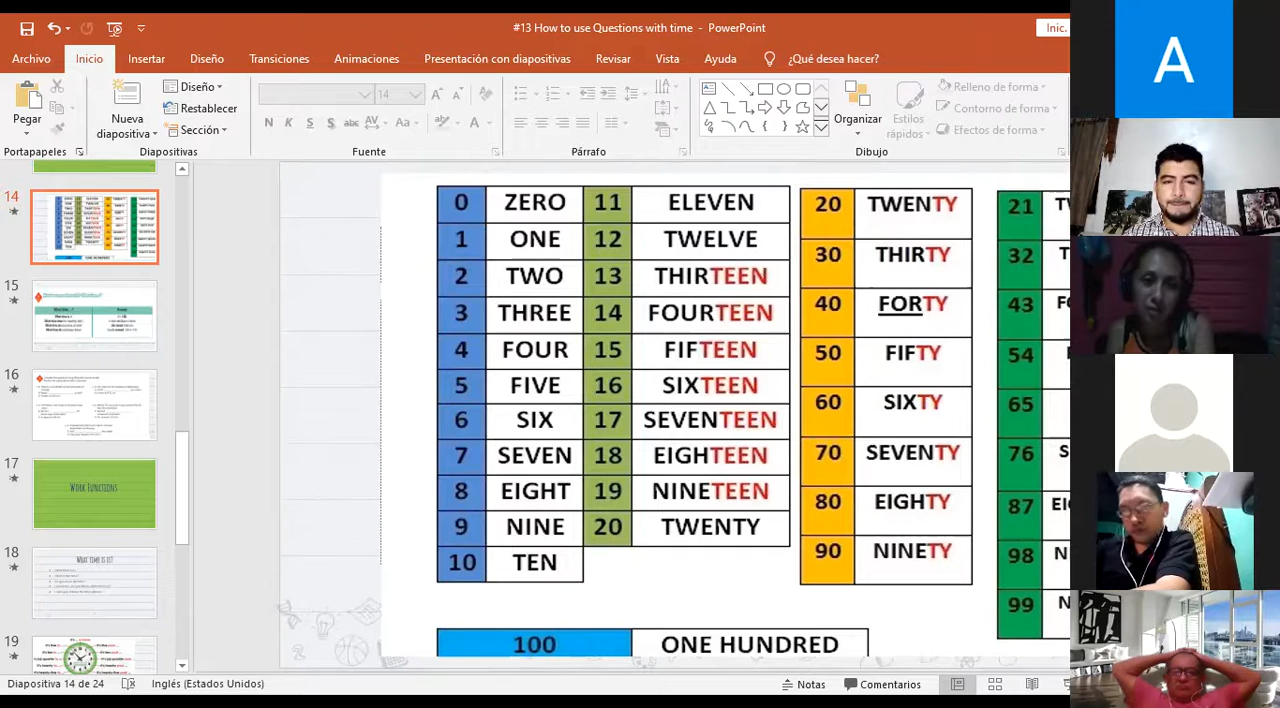 #13 How to use Questions with time - PowerPoint
Inic.
Archivo Inicio Insertar Diseño Transiciones Animaciones Presentación con diapositivas Revisar Vista Ayuda ¿Qué desea hacer?
Pegar
Nueva diapositiva
Diseño
Restablecer
Sección
14
N K S S abc AV Aa A
Organizar
Estilos rápidos
Relleno de forma
Contorno de forma
Efectos de forma
Portapapeles Diapositivas Fuente Párrafo Dibujo
14
15
16
17
WORK FUNCTIONS
18
WHAT TIME IS IT?
19
0 ZERO 11 ELEVEN
1 ONE 12 TWELVE
2 TWO 13 THIRTEEN
3 THREE 14 FOURTEEN
4 FOUR 15 FIFTEEN
5 FIVE 16 SIXTEEN
6 SIX 17 SEVENTEEN
7 SEVEN 18 EIGHTEEN
8 EIGHT 19 NINETEEN
9 NINE 20 TWENTY
10 TEN
20 TWENTY
30 THIRTY
40 FORTY
50 FIFTY
60 SIXTY
70 SEVENTY
80 EIGHTY
90 NINETY
21
32
43
54
65
76
87
98
99
100 ONE HUNDRED
Diapositiva 14 de 24 Inglés (Estados Unidos) Notas Comentarios
A